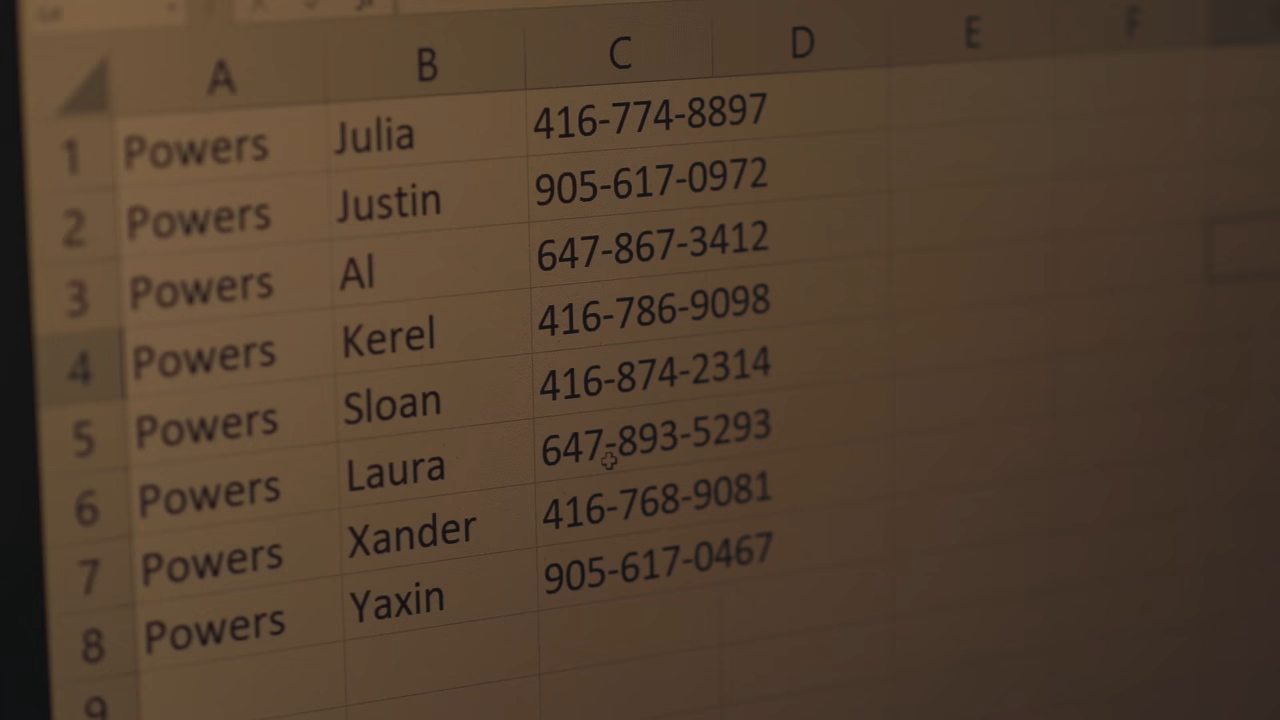 A B C D E F
1 Powers Julia 416-774-8897
2 Powers Justin 905-617-0972
3 Powers Al 647-867-3412
4 Powers Kerel 416-786-9098
5 Powers Sloan 416-874-2314
6 Powers Laura 647-893-5293
7 Powers Xander 416-768-9081
8 Powers Yaxin 905-617-0467
9